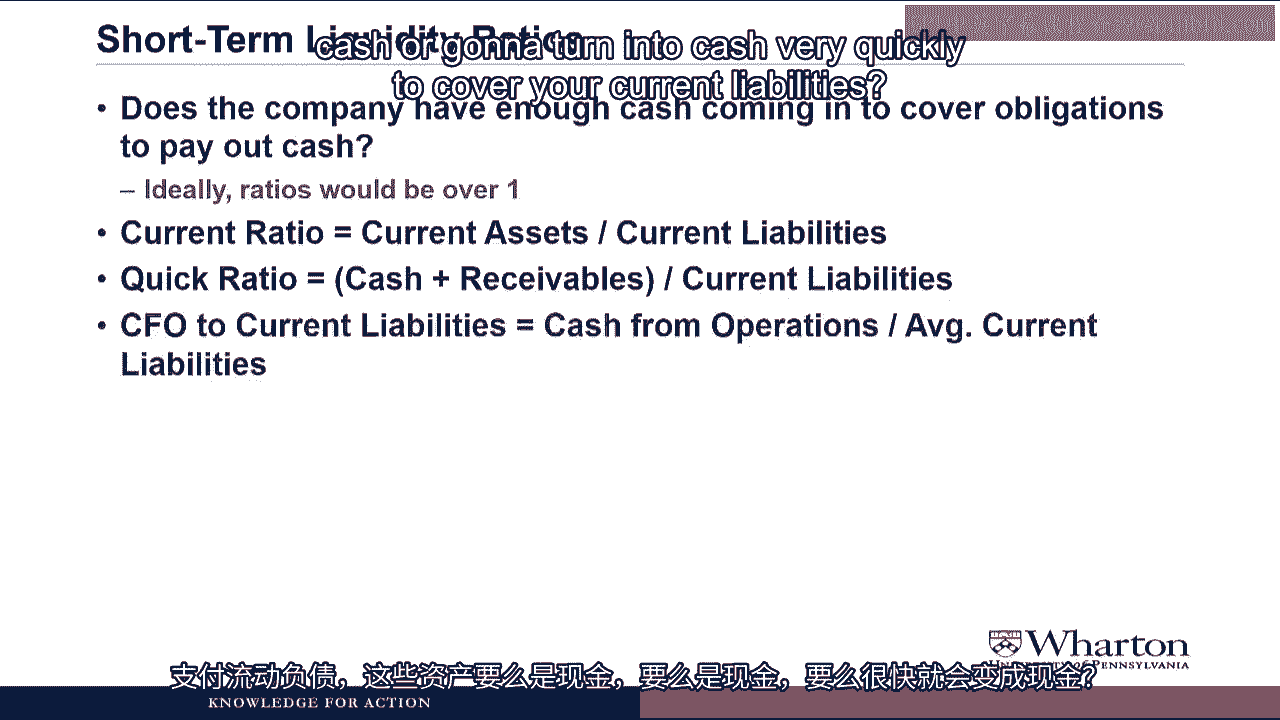 Short-Term Liquidity Ratios
cash or gonna turn into cash very quickly
to cover your current liabilities?
• Does the company have enough cash coming in to cover obligations
to pay out cash?
– Ideally, ratios would be over 1
• Current Ratio = Current Assets / Current Liabilities
• Quick Ratio = (Cash + Receivables) / Current Liabilities
• CFO to Current Liabilities = Cash from Operations / Avg. Current
Liabilities
Wharton
UNIVERSITY of PENNSYLVANIA
支付流动负债，这些资产要么是现金，要么是现金，要么很快就会变成现金？
KNOWLEDGE FOR ACTION